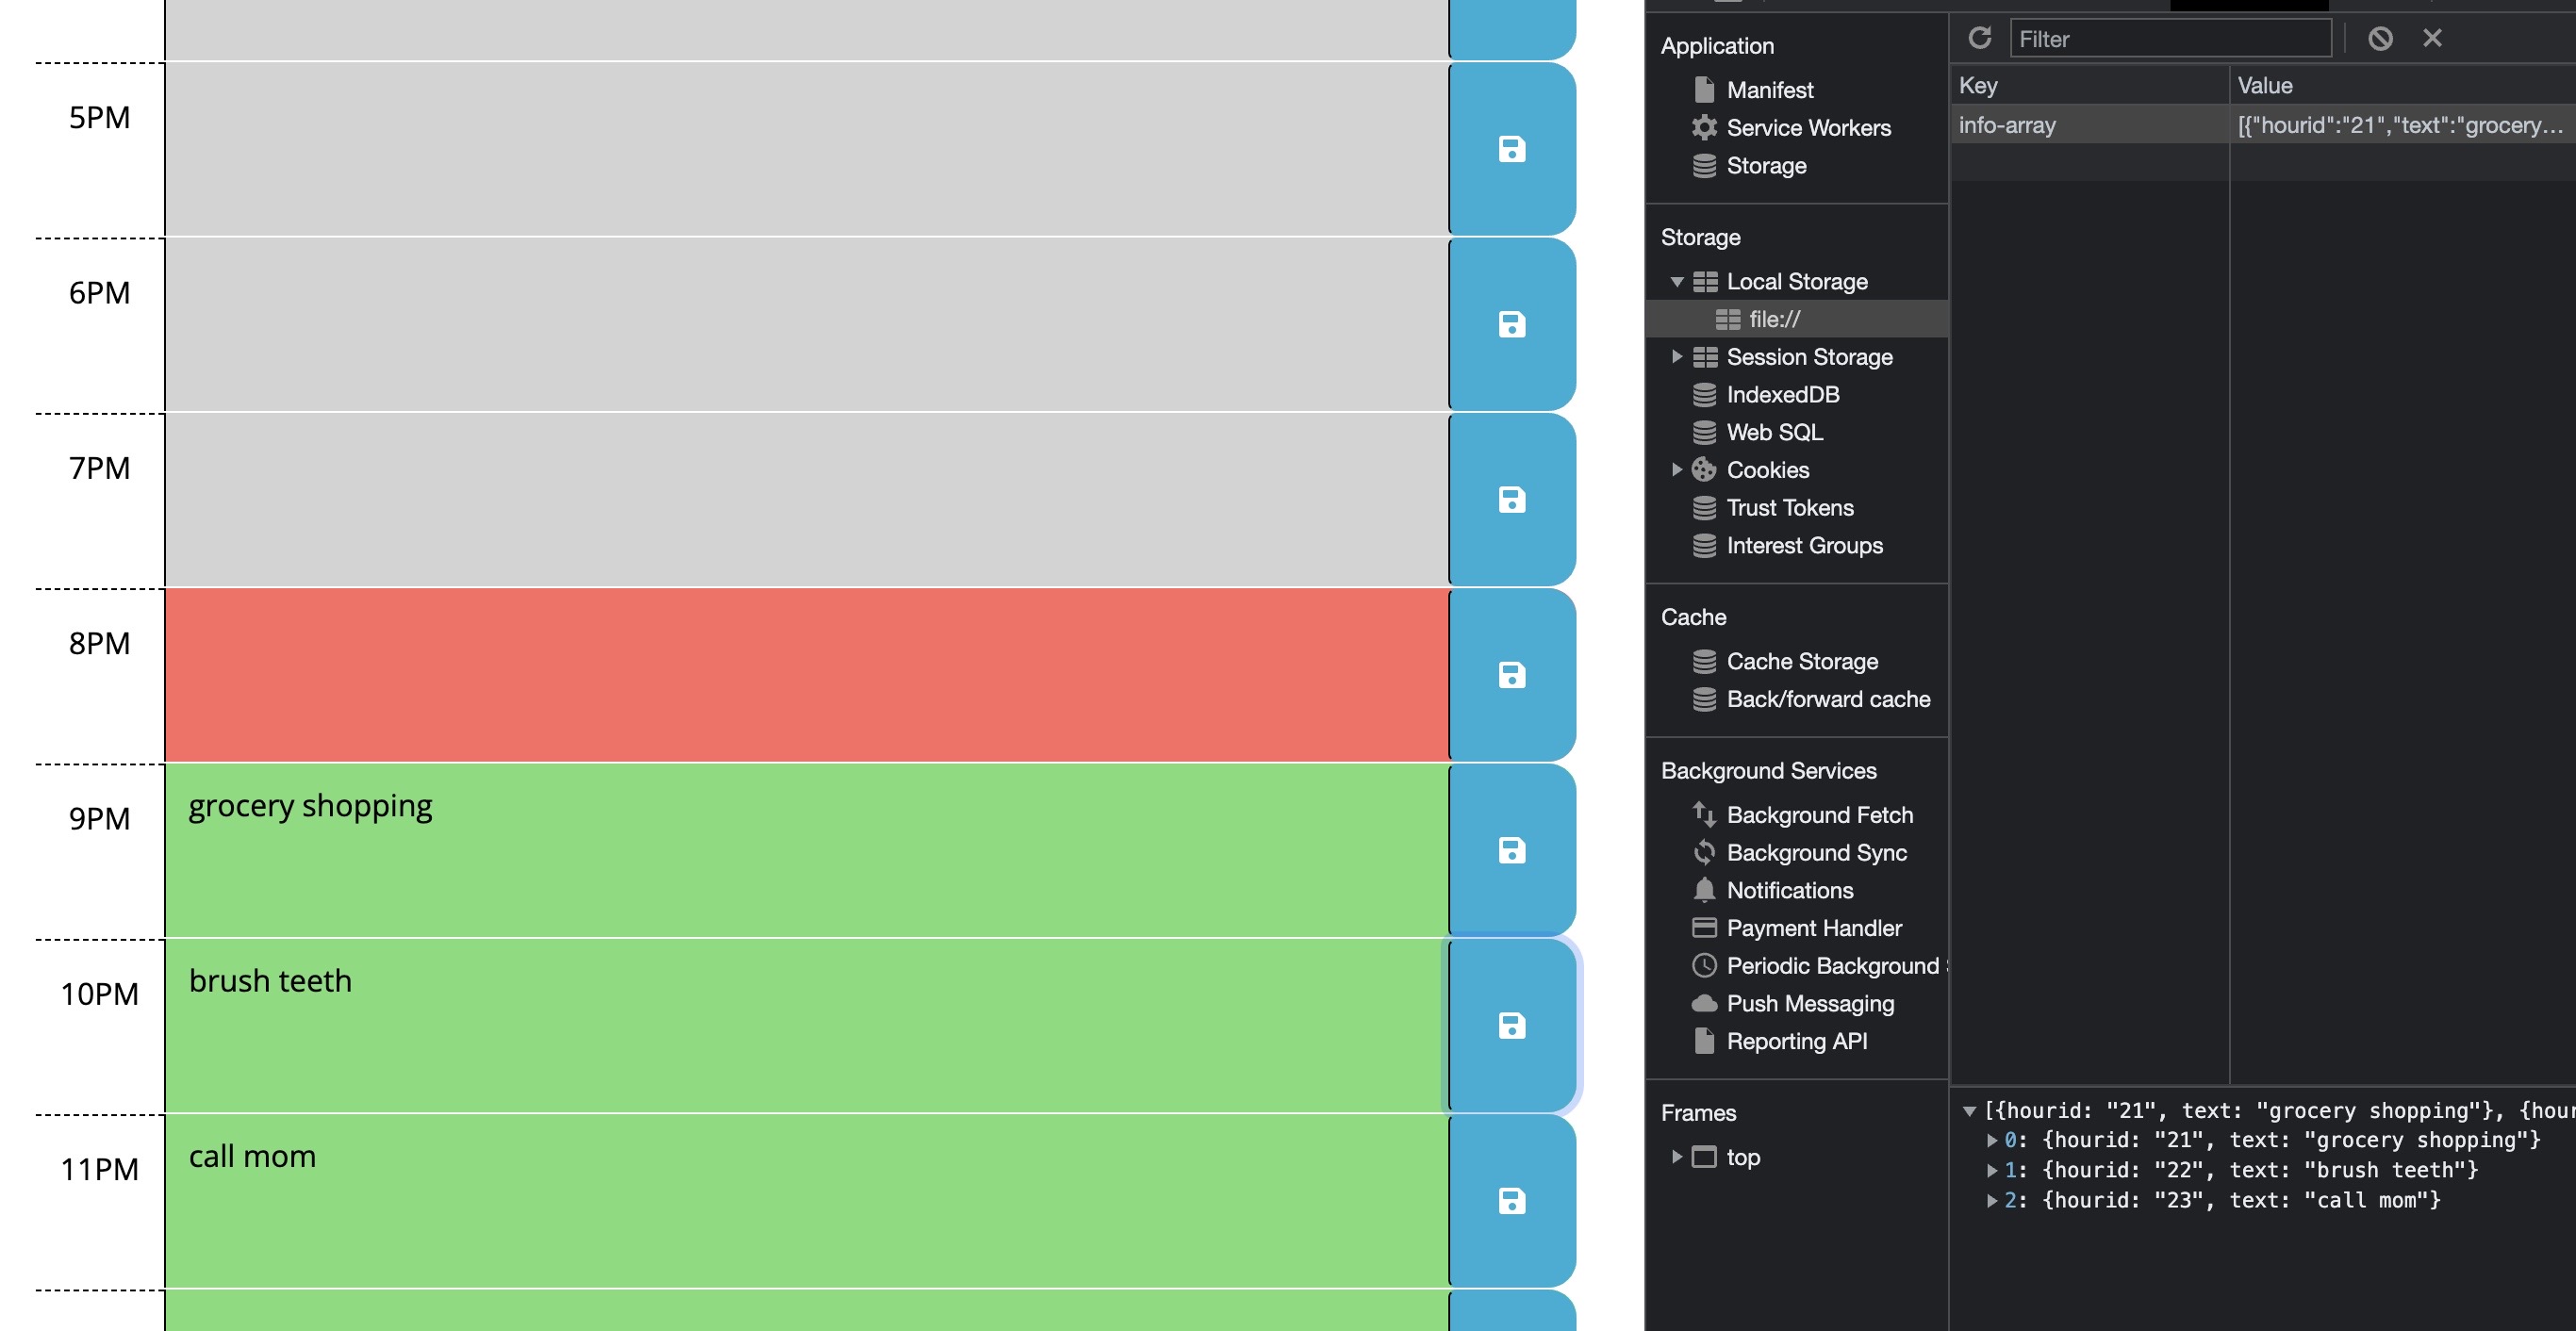 5PM
6PM
7PM
8PM
9PM
grocery shopping
10PM
brush teeth
11PM
call mom
Application
Manifest
Service Workers
Storage
Storage
Local Storage
file://
Session Storage
IndexedDB
Web SQL
Cookies
Trust Tokens
Interest Groups
Cache
Cache Storage
Back/forward cache
Background Services
Background Fetch
Background Sync
Notifications
Payment Handler
Periodic Background
Push Messaging
Reporting API
Frames
top
Filter
Key Value
info-array [{"hourid":"21","text":"grocery…
[{hourid: "21", text: "grocery shopping"}, {hour
0: {hourid: "21", text: "grocery shopping"}
1: {hourid: "22", text: "brush teeth"}
2: {hourid: "23", text: "call mom"}